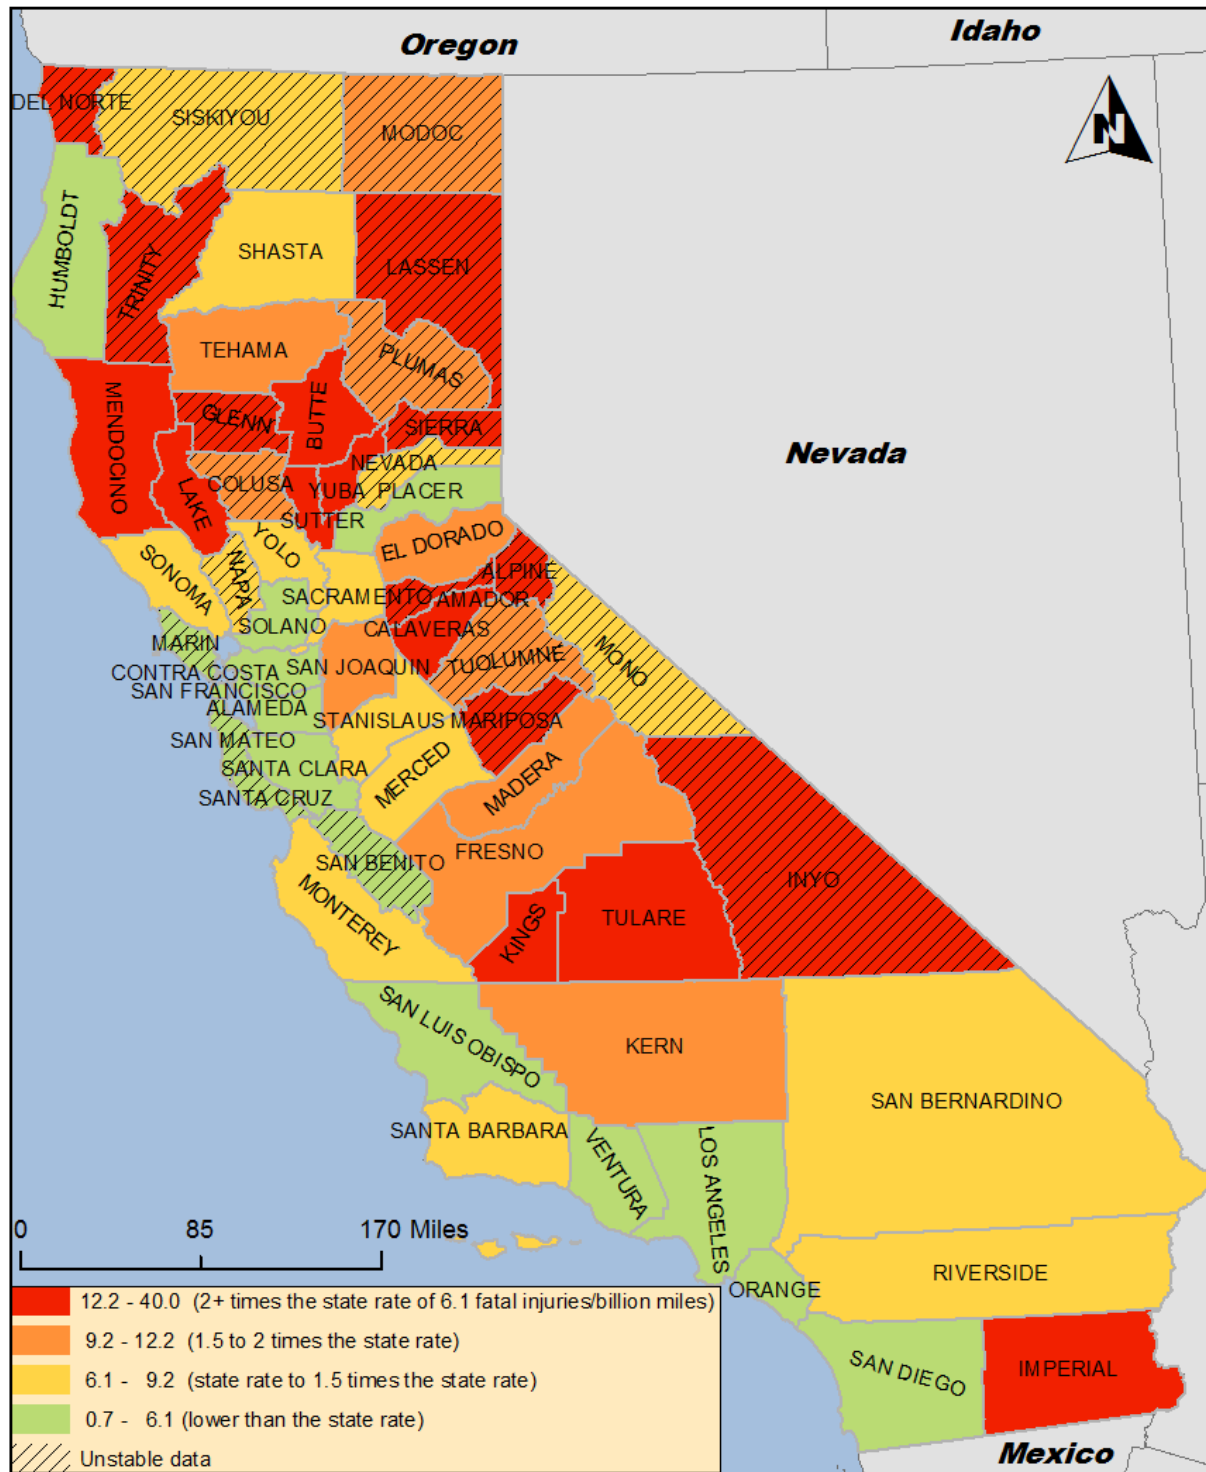 Oregon
Idaho
DEL NORTE
SISKIYOU
MODOC
N
HUMBOLDT
TRINITY
SHASTA
LASSEN
TEHAMA
PLUMAS
MENDOCINO
GLENN
BUTTE
SIERRA
Nevada
NEVADA
COLUSA
LAKE
YUBA
PLACER
SUTTER
YOLO
EL DORADO
SONOMA
NAPA
ALPINE
SACRAMENTO
AMADOR
SOLANO
CALAVERAS
MARIN
TUOLUMNE
MONO
CONTRA COSTA
SAN JOAQUIN
SAN FRANCISCO
ALAMEDA
STANISLAUS
MARIPOSA
SAN MATEO
SANTA CLARA
MERCED
MADERA
SANTA CRUZ
SAN BENITO
FRESNO
INYO
MONTEREY
KINGS
TULARE
SAN LUIS OBISPO
KERN
SAN BERNARDINO
SANTA BARBARA
VENTURA
LOS ANGELES
0 85 170 Miles
RIVERSIDE
ORANGE
SAN DIEGO
IMPERIAL
12.2 - 40.0 (2+ times the state rate of 6.1 fatal injuries/billion miles)
9.2 - 12.2 (1.5 to 2 times the state rate)
6.1 - 9.2 (state rate to 1.5 times the state rate)
0.7 - 6.1 (lower than the state rate)
Unstable data
Mexico